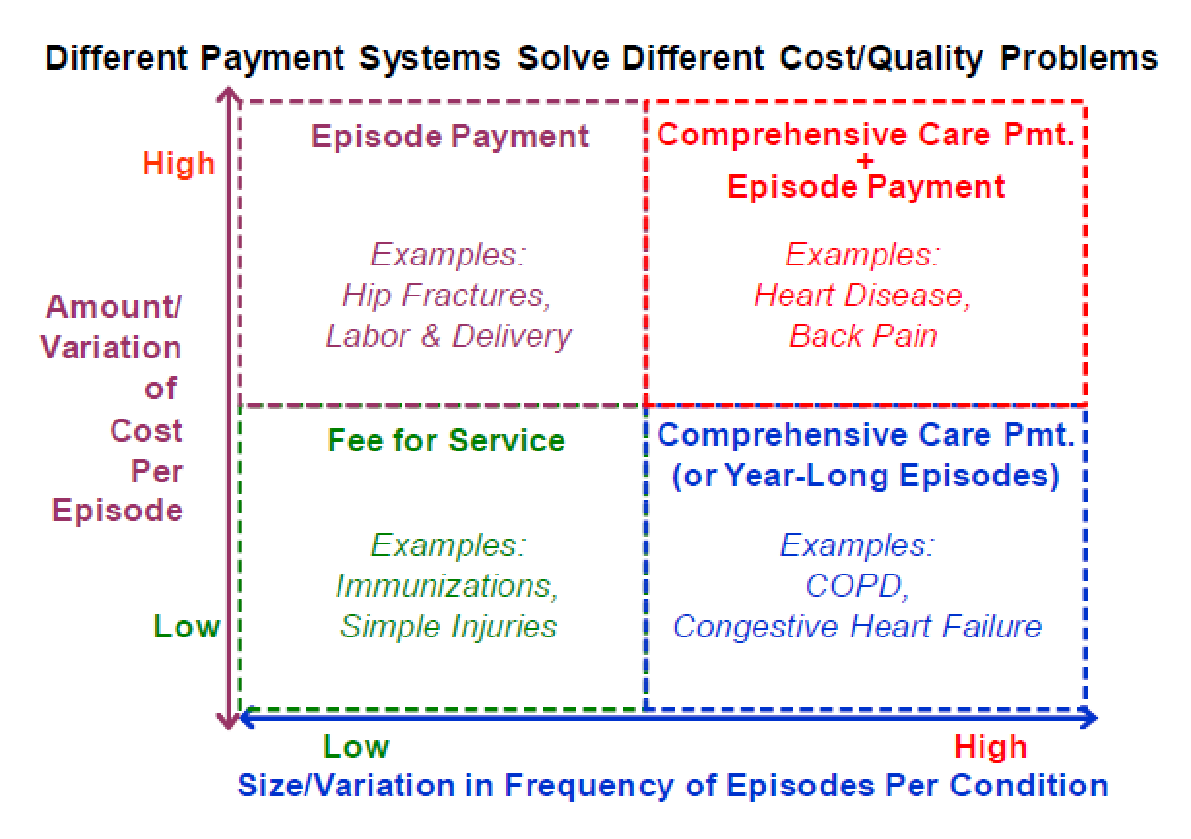 Different Payment Systems Solve Different Cost/Quality Problems
High
Amount/
Variation
of
Cost
Per
Episode
Low
Episode Payment
Examples:
Hip Fractures,
Labor & Delivery
Comprehensive Care Pmt.
+
Episode Payment
Examples:
Heart Disease,
Back Pain
Fee for Service
Examples:
Immunizations,
Simple Injuries
Comprehensive Care Pmt.
(or Year-Long Episodes)
Examples:
COPD,
Congestive Heart Failure
Low
High
Size/Variation in Frequency of Episodes Per Condition